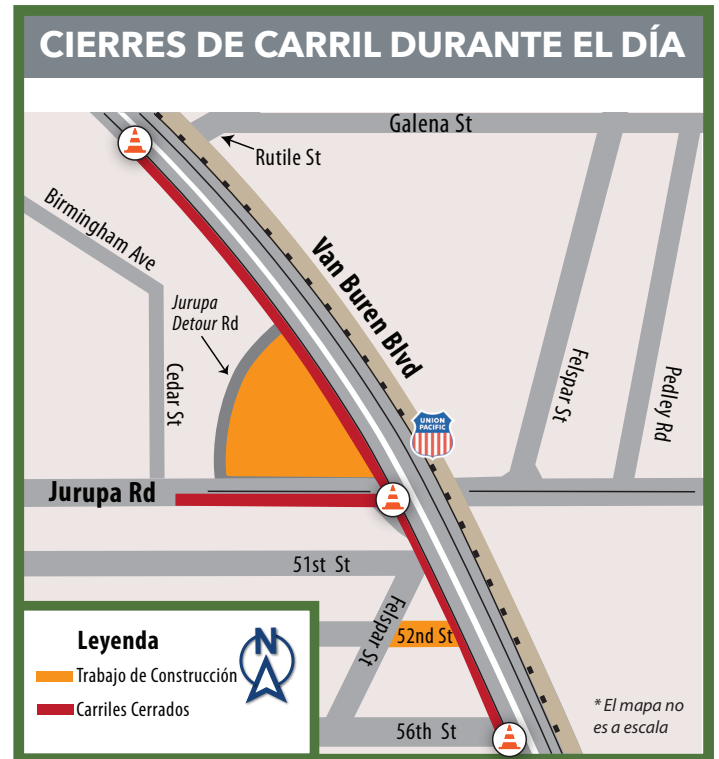 CIERRES DE CARRIL DURANTE EL DÍA
Galena St
Rutile St
Birmingham Ave
Van Buren Blvd
Jurupa
Detour Rd
Cedar St
Felspar St
Pedley Rd
UNION
PACIFIC
Jurupa Rd
51st St
Felspar St
52nd St
56th St
Leyenda
N
Trabajo de Construcción
Carriles Cerrados
* El mapa no
es a escala